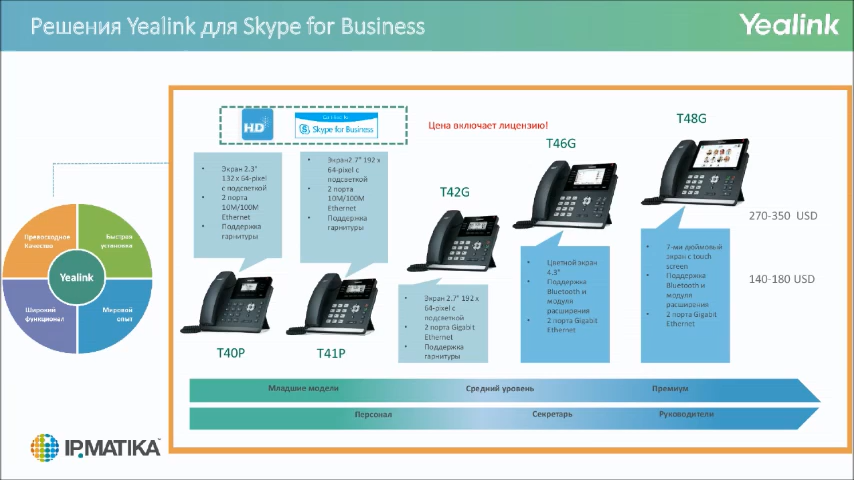 Решения Yealink для Skype for Business
Yealink
HD
Skype for Business
Цена включает лицензию!
T48G
T46G
T42G
Экран 2.3"
132 x 64-pixel
с подсветкой
2 порта
10M/100M
Ethernet
Поддержка
гарнитуры
Экран2.7" 192 x
64-pixel с
подсветкой
2 порта
10M/100M
Ethernet
Поддержка
гарнитуры
270-350 USD
140-180 USD
Превосходное
Качество
Быстрая
установка
Yealink
Широкий
функционал
Мировой
опыт
Экран 2.7" 192 x
64-pixel с
подсветкой
2 порта Gigabit
Ethernet
Поддержка
гарнитуры
Цветной экран
4.3"
Поддержка
Bluetooth и
модуля
расширения
2 порта Gigabit
Ethernet
7-ми дюймовый
экран с touch
screen
Поддержка
Bluetooth и
модуля
расширения
2 порта Gigabit
Ethernet
T40P
T41P
Младшие модели
Средний уровень
Премиум
Персонал
Секретарь
Руководители
IPMATIKA